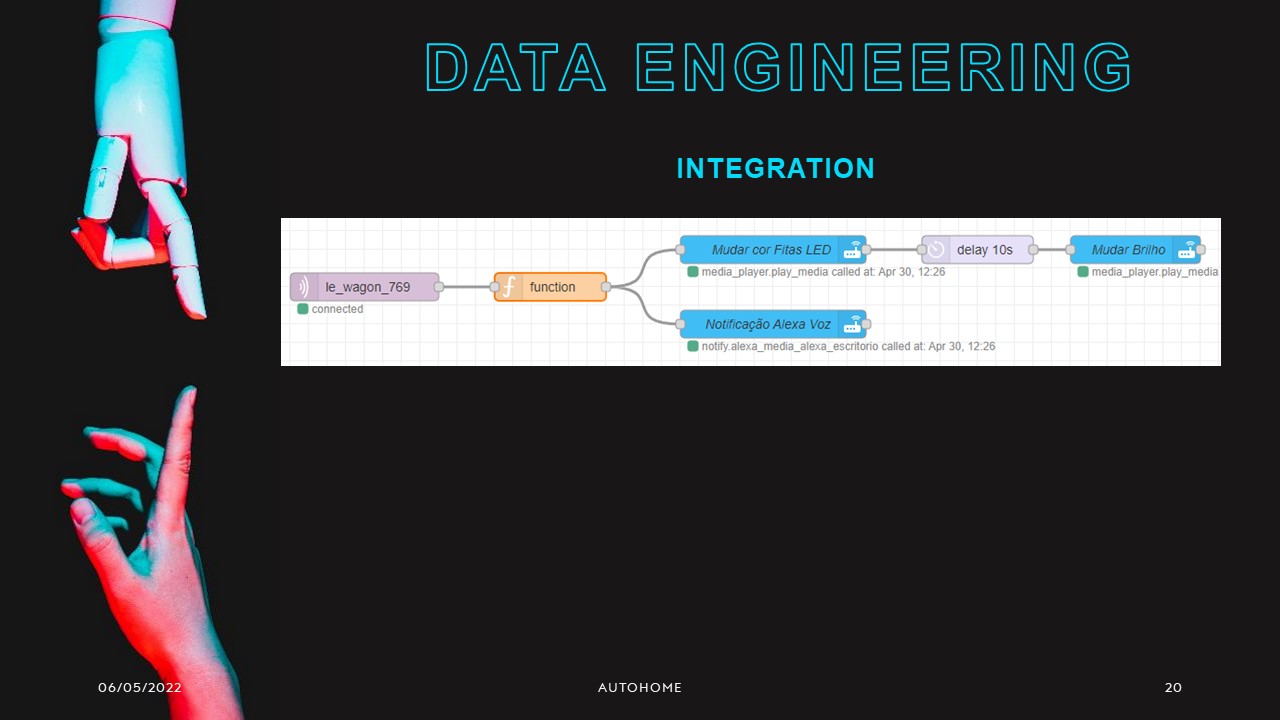 DATA ENGINEERING
INTEGRATION
le_wagon_769
connected
function
Mudar cor Fitas LED
media_player.play_media called at: Apr 30, 12:26
delay 10s
Mudar Brilho
media_player.play_media
Notificação Alexa Voz
notify.alexa_media_alexa_escritorio called at: Apr 30, 12:26
06/05/2022
AUTOHOME
20